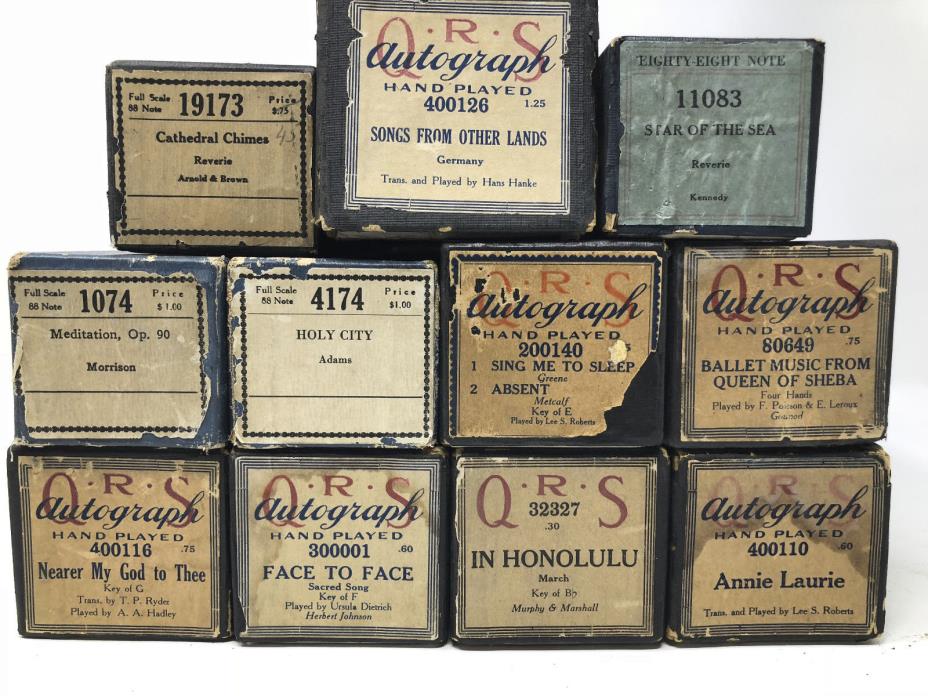 Full Scale
88 Note
19173
Price
$.75
45
Cathedral Chimes
Reverie
Arnold & Brown
Q·R·S
Autograph
HAND PLAYED
400126 1.25
SONGS FROM OTHER LANDS
Germany
Trans. and Played by Hans Hanke
EIGHTY-EIGHT NOTE
11083
STAR OF THE SEA
Reverie
Kennedy
Full Scale
88 Note
1074
Price
$1.00
Meditation, Op. 90
Morrison
Full Scale
88 Note
4174
Price
$1.00
HOLY CITY
Adams
Q·R·S
Autograph
HAND PLAYED
200140
1 SING ME TO SLEEP
Greene
2 ABSENT
Metcalf
Key of E
Played by Lee S. Roberts
Q·R·S
Autograph
HAND PLAYED
80649 .75
BALLET MUSIC FROM
QUEEN OF SHEBA
Four Hands
Played by F. & E. Leroux
Gounod
Q·R·S
Autograph
HAND PLAYED
400116 .75
Nearer My God to Thee
Key of G
Trans. by T. P. Ryder
Played by A. A. Hadley
Q·R·S
Autograph
HAND PLAYED
300001 .60
FACE TO FACE
Sacred Song
Key of F
Played by Ursula Dietrich
Herbert Johnson
Q·R·S
32327
.30
IN HONOLULU
March
Key of B♭
Murphy & Marshall
Q·R·S
Autograph
HAND PLAYED
400110 .60
Annie Laurie
Trans. and Played by Lee S. Roberts